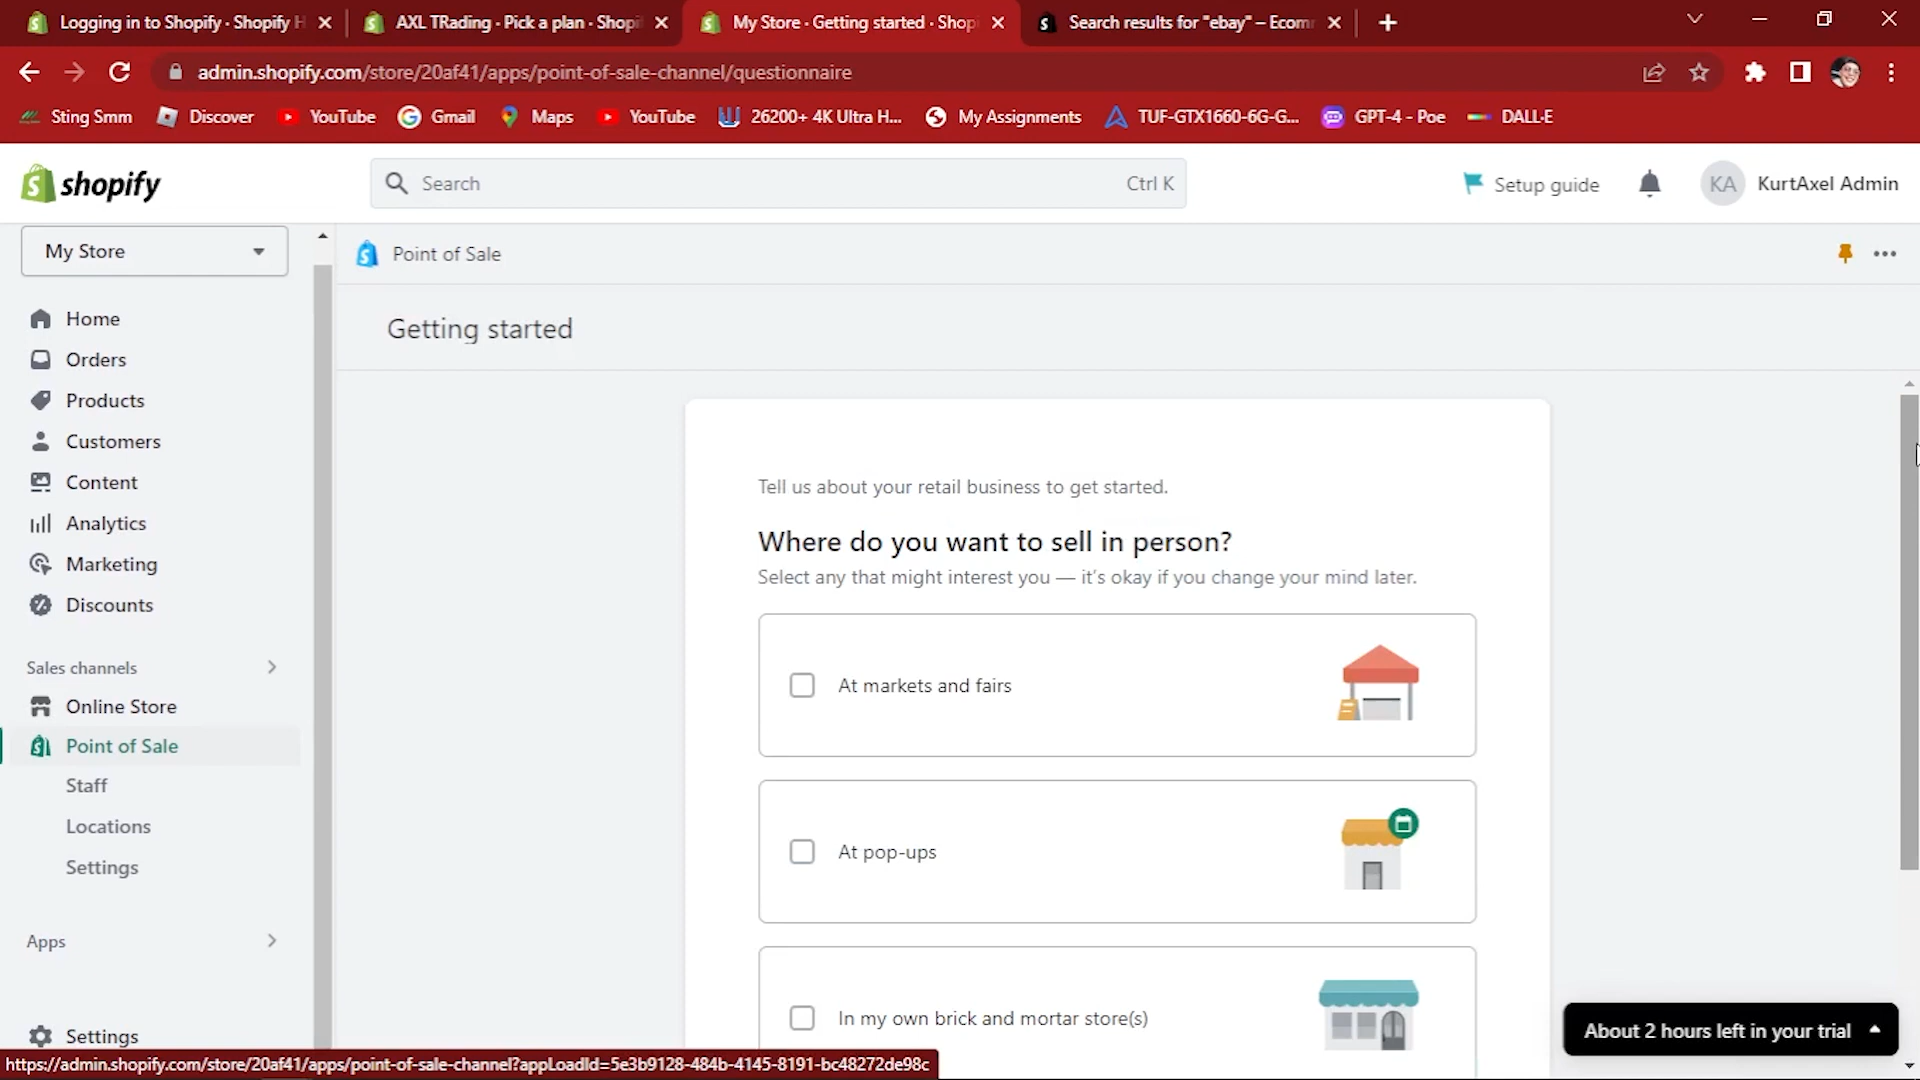 Logging in to Shopify · Shopify H
AXL TRading · Pick a plan · Shopi
My Store · Getting started · Shop
Search results for "ebay" – Ecom
admin.shopify.com/store/20af41/apps/point-of-sale-channel/questionnaire
Sting Smm
Discover
YouTube
Gmail
Maps
YouTube
26200+ 4K Ultra H...
My Assignments
TUF-GTX1660-6G-G...
GPT-4 - Poe
DALL·E
shopify
Search
Ctrl K
Setup guide
KA
KurtAxel Admin
My Store
Point of Sale
Home
Getting started
Orders
Products
Customers
Content
Analytics
Marketing
Discounts
Sales channels
Online Store
Point of Sale
Staff
Locations
Settings
Apps
Settings
Tell us about your retail business to get started.
Where do you want to sell in person?
Select any that might interest you — it's okay if you change your mind later.
At markets and fairs
At pop-ups
In my own brick and mortar store(s)
About 2 hours left in your trial
https://admin.shopify.com/store/20af41/apps/point-of-sale-channel?appLoadId=5e3b9128-484b-4145-8191-bc48272de98c